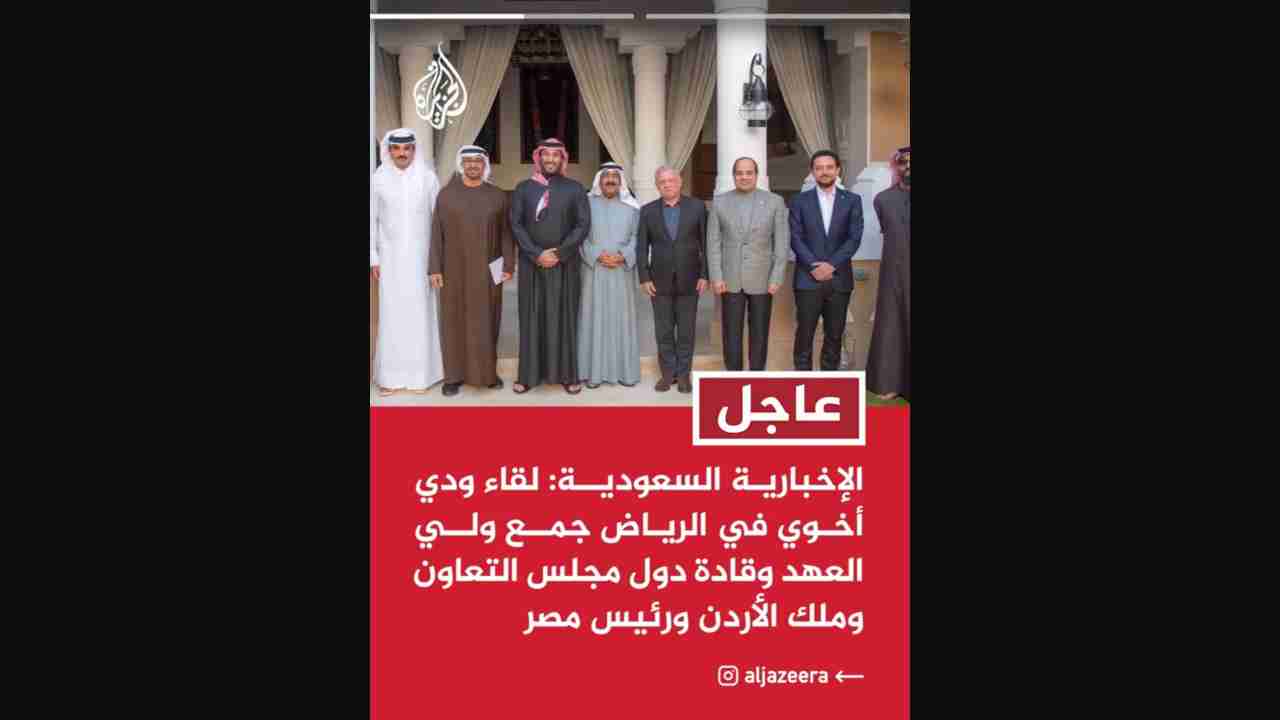 الجزيرة
عاجل
الإخبارية السعودية: لقاء ودي
أخوي في الرياض جمع ولي
العهد وقادة دول مجلس التعاون
وملك الأردن ورئيس مصر
aljazeera